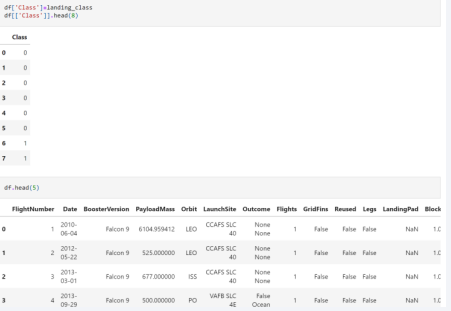 df['Class']=landing_class
df[['Class']].head(8)
Class
0 0
1 0
2 0
3 0
4 0
5 0
6 1
7 1
df.head(5)
FlightNumber Date BoosterVersion PayloadMass Orbit LaunchSite Outcome Flights GridFins Reused Legs LandingPad Block
0 1 2010-06-04 Falcon 9 6104.959412 LEO CCAFS SLC 40 None None 1 False False False NaN 1.0
1 2 2012-05-22 Falcon 9 525.000000 LEO CCAFS SLC 40 None None 1 False False False NaN 1.0
2 3 2013-03-01 Falcon 9 677.000000 ISS CCAFS SLC 40 None None 1 False False False NaN 1.0
3 4 2013-09-29 Falcon 9 500.000000 PO VAFB SLC 4E False Ocean 1 False False False NaN 1.0